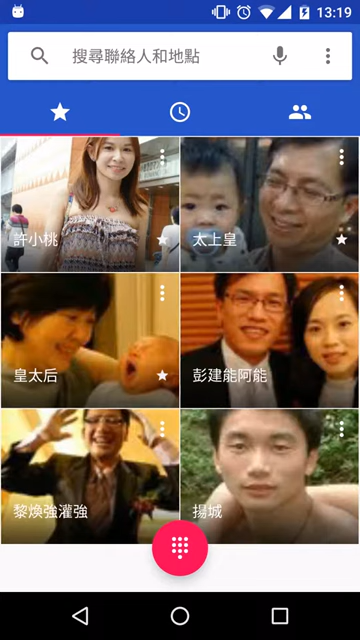 13:19
搜尋聯絡人和地點
許小桃
太上皇
皇太后
彭建能阿能
黎煥強灌強
揚城